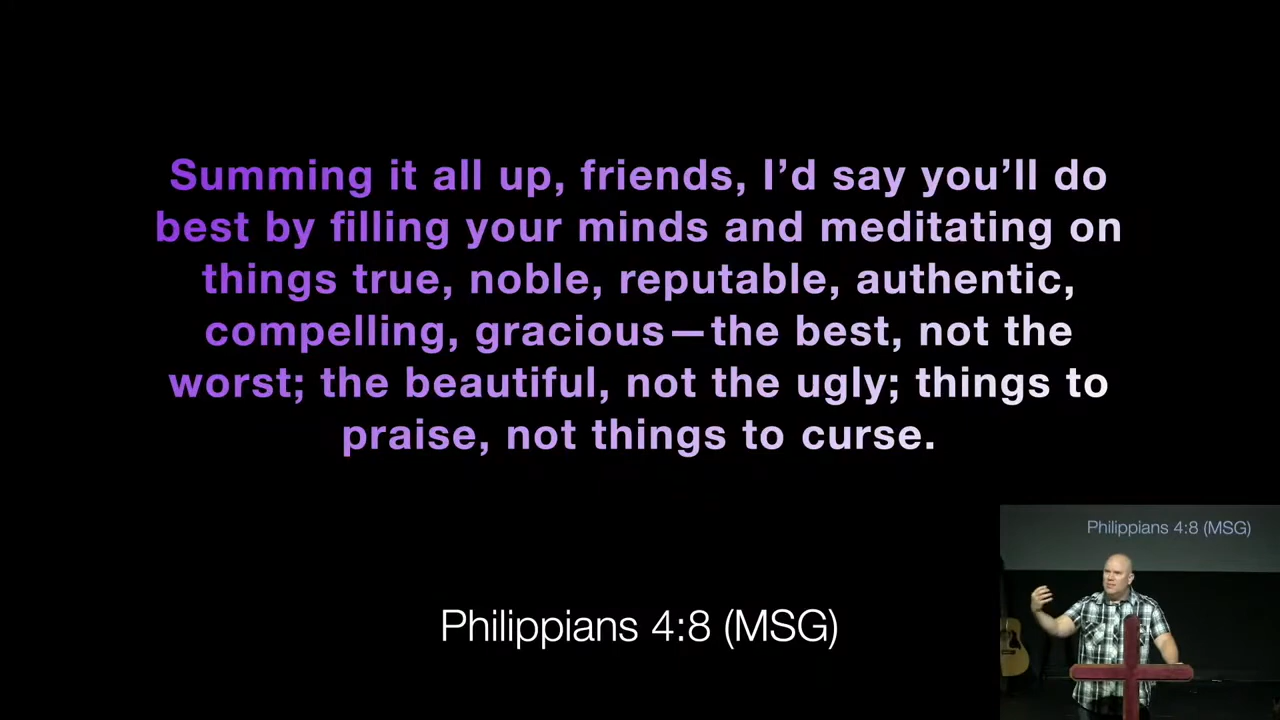 Summing it all up, friends, I’d say you’ll do
best by filling your minds and meditating on
things true, noble, reputable, authentic,
compelling, gracious—the best, not the
worst; the beautiful, not the ugly; things to
praise, not things to curse.
Philippians 4:8 (MSG)
Philippians 4:8 (MSG)